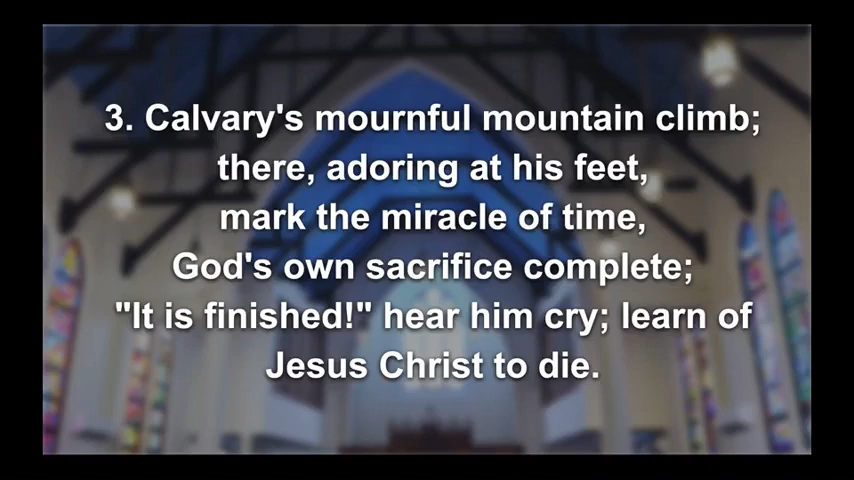 3. Calvary's mournful mountain climb;
there, adoring at his feet,
mark the miracle of time,
God's own sacrifice complete;
"It is finished!" hear him cry; learn of
Jesus Christ to die.